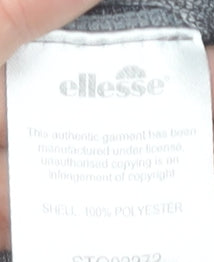 ellesse®
This authentic garment has been
manufactured under license,
unauthorised copying is an
infringement of copyright
SHELL: 100% POLYESTER